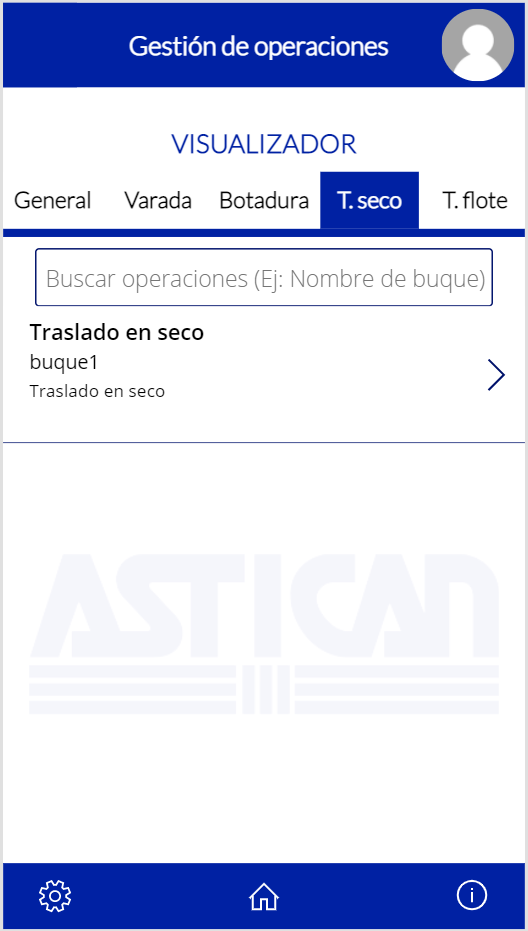 Gestión de operaciones
VISUALIZADOR
General Varada Botadura T. seco T. flote
Buscar operaciones (Ej: Nombre de buque)
Traslado en seco
buque1
Traslado en seco
ASTICAN